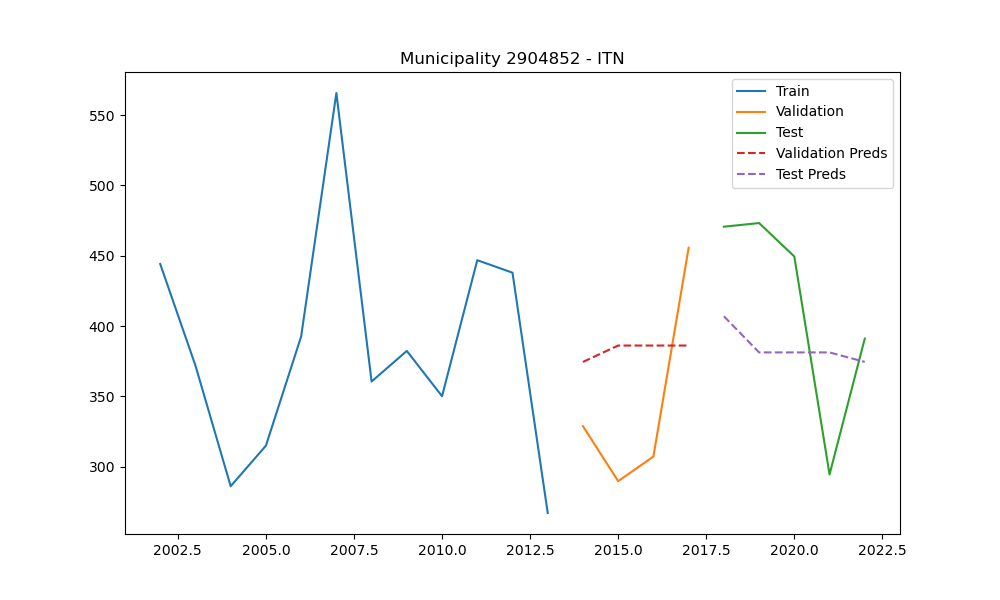 Municipality 2904852 - ITN
Train
Validation
Test
Validation Preds
Test Preds
550
500
450
400
350
300
2002.5 2005.0 2007.5 2010.0 2012.5 2015.0 2017.5 2020.0 2022.5